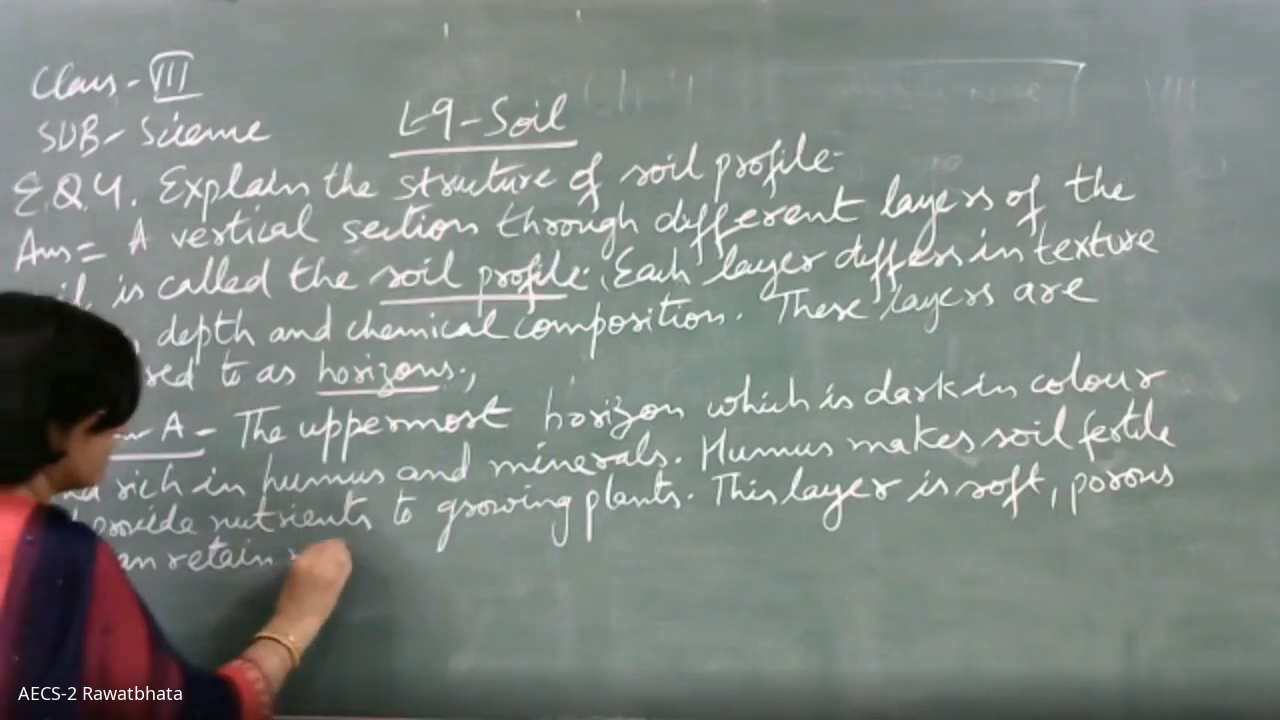 Class - VII
SUB - Science
L-9 - Soil
E.Q.4. Explain the structure of soil profile.
Ans = A vertical section through different layers of the
is called the soil profile. Each layer differs in texture
depth and chemical composition. These layers are
red to as horizons.
A - The uppermost horizon which is dark in colour
rich in humus and minerals. Humus makes soil fertile
provide nutrients to growing plants. This layer is soft, porous
an retain
AECS-2 Rawatbhata